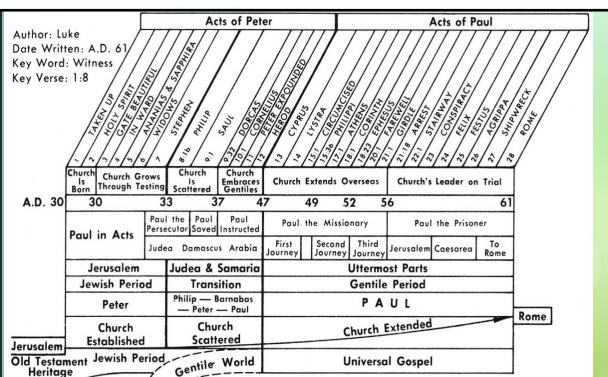 Acts of Peter
Acts of Paul
Author: Luke
Date Written: A.D. 61
Key Word: Witness
Key Verse: 1:8
TAKEN UP
HOLY SPIRIT
GATE BEAUTIFUL
IN WARD
ANANIAS & SAPPHIRA
WIDOWS
STEPHEN
PHILIP
SAUL
DORCAS
CORNELIUS
PETER EXPOUNDED
HEROD
CYPRUS
LYSTRA
CIRCUMCISED
PHILIPPI
ATHENS
CORINTH
EPHESUS
FAREWELL
GIRDLE
ARREST
STAIRWAY
CONSPIRACY
FELIX
FESTUS
AGRIPPA
SHIPWRECK
ROME
1 2 3 4 5 6 7 8:1b 9:1 9:32 10:1 11 12 13 14 15:1 15:36 17:1 18:1 18:23 20:1 21:1 21:18 22:1 23 24 25 26 27 28
Church Is Born
Church Grows Through Testing
Church Is Scattered
Church Embraces Gentiles
Church Extends Overseas
Church's Leader on Trial
A.D. 30 30 33 37 47 49 52 56 61
Paul in Acts
Paul the Persecutor
Paul Saved
Paul Instructed
Paul the Missionary
Paul the Prisoner
Judea Damascus Arabia
First Journey
Second Journey
Third Journey
Jerusalem
Caesarea
To Rome
Jerusalem Judea & Samaria Uttermost Parts
Jewish Period Transition Gentile Period
Peter
Philip — Barnabas
— Peter — Paul
PAUL
Rome
Church Established
Church Scattered
Church Extended
Jerusalem
Old Testament Heritage
Jewish Period
Gentile World
Universal Gospel